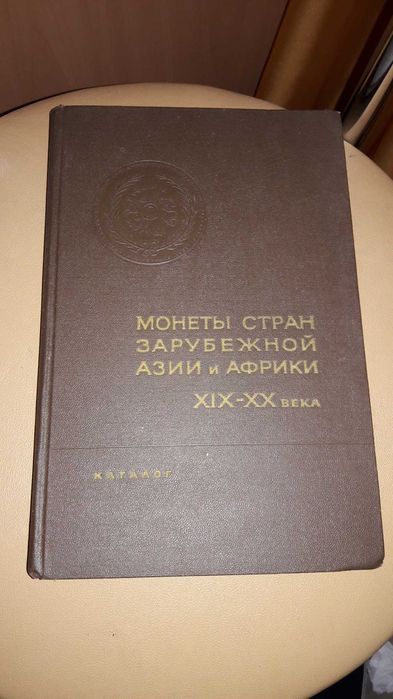 МОНЕТЫ СТРАН
ЗАРУБЕЖНОЙ
АЗИИ и АФРИКИ
XIX-XX ВЕКА
КАТАЛОГ